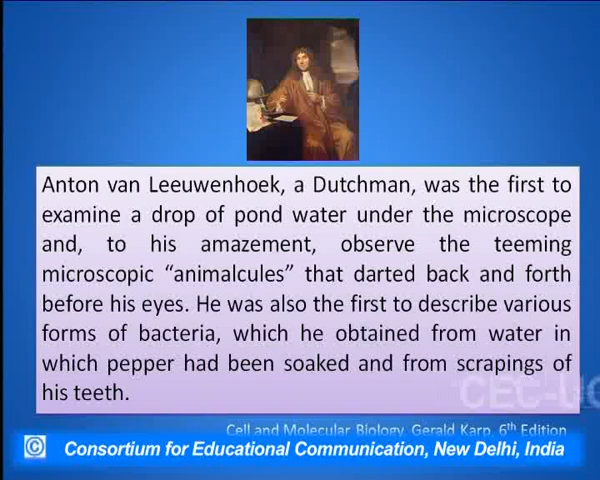 Anton van Leeuwenhoek, a Dutchman, was the first to
examine a drop of pond water under the microscope
and, to his amazement, observe the teeming
microscopic “animalcules” that darted back and forth
before his eyes. He was also the first to describe various
forms of bacteria, which he obtained from water in
which pepper had been soaked and from scrapings of
his teeth.
CEC-UG
Cell and Molecular Biology, Gerald Karp, 6th Edition
© Consortium for Educational Communication, New Delhi, India